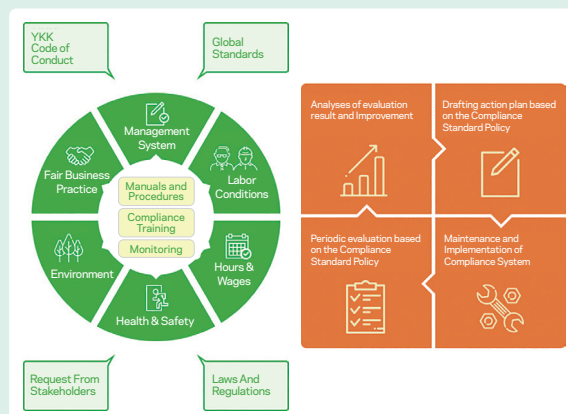 YKK
Code of
Conduct
Global
Standards
Management
System
Fair Business
Practice
Labor
Conditions
Manuals and
Procedures
Compliance
Training
Monitoring
Environment
Hours &
Wages
Health & Safety
Request From
Stakeholders
Laws And
Regulations
Analyses of evaluation
result and Improvement
Drafting action plan based
on the Compliance
Standard Policy
Periodic evaluation based
on the Compliance
Standard Policy
Maintenance and
Implementation of
Compliance System